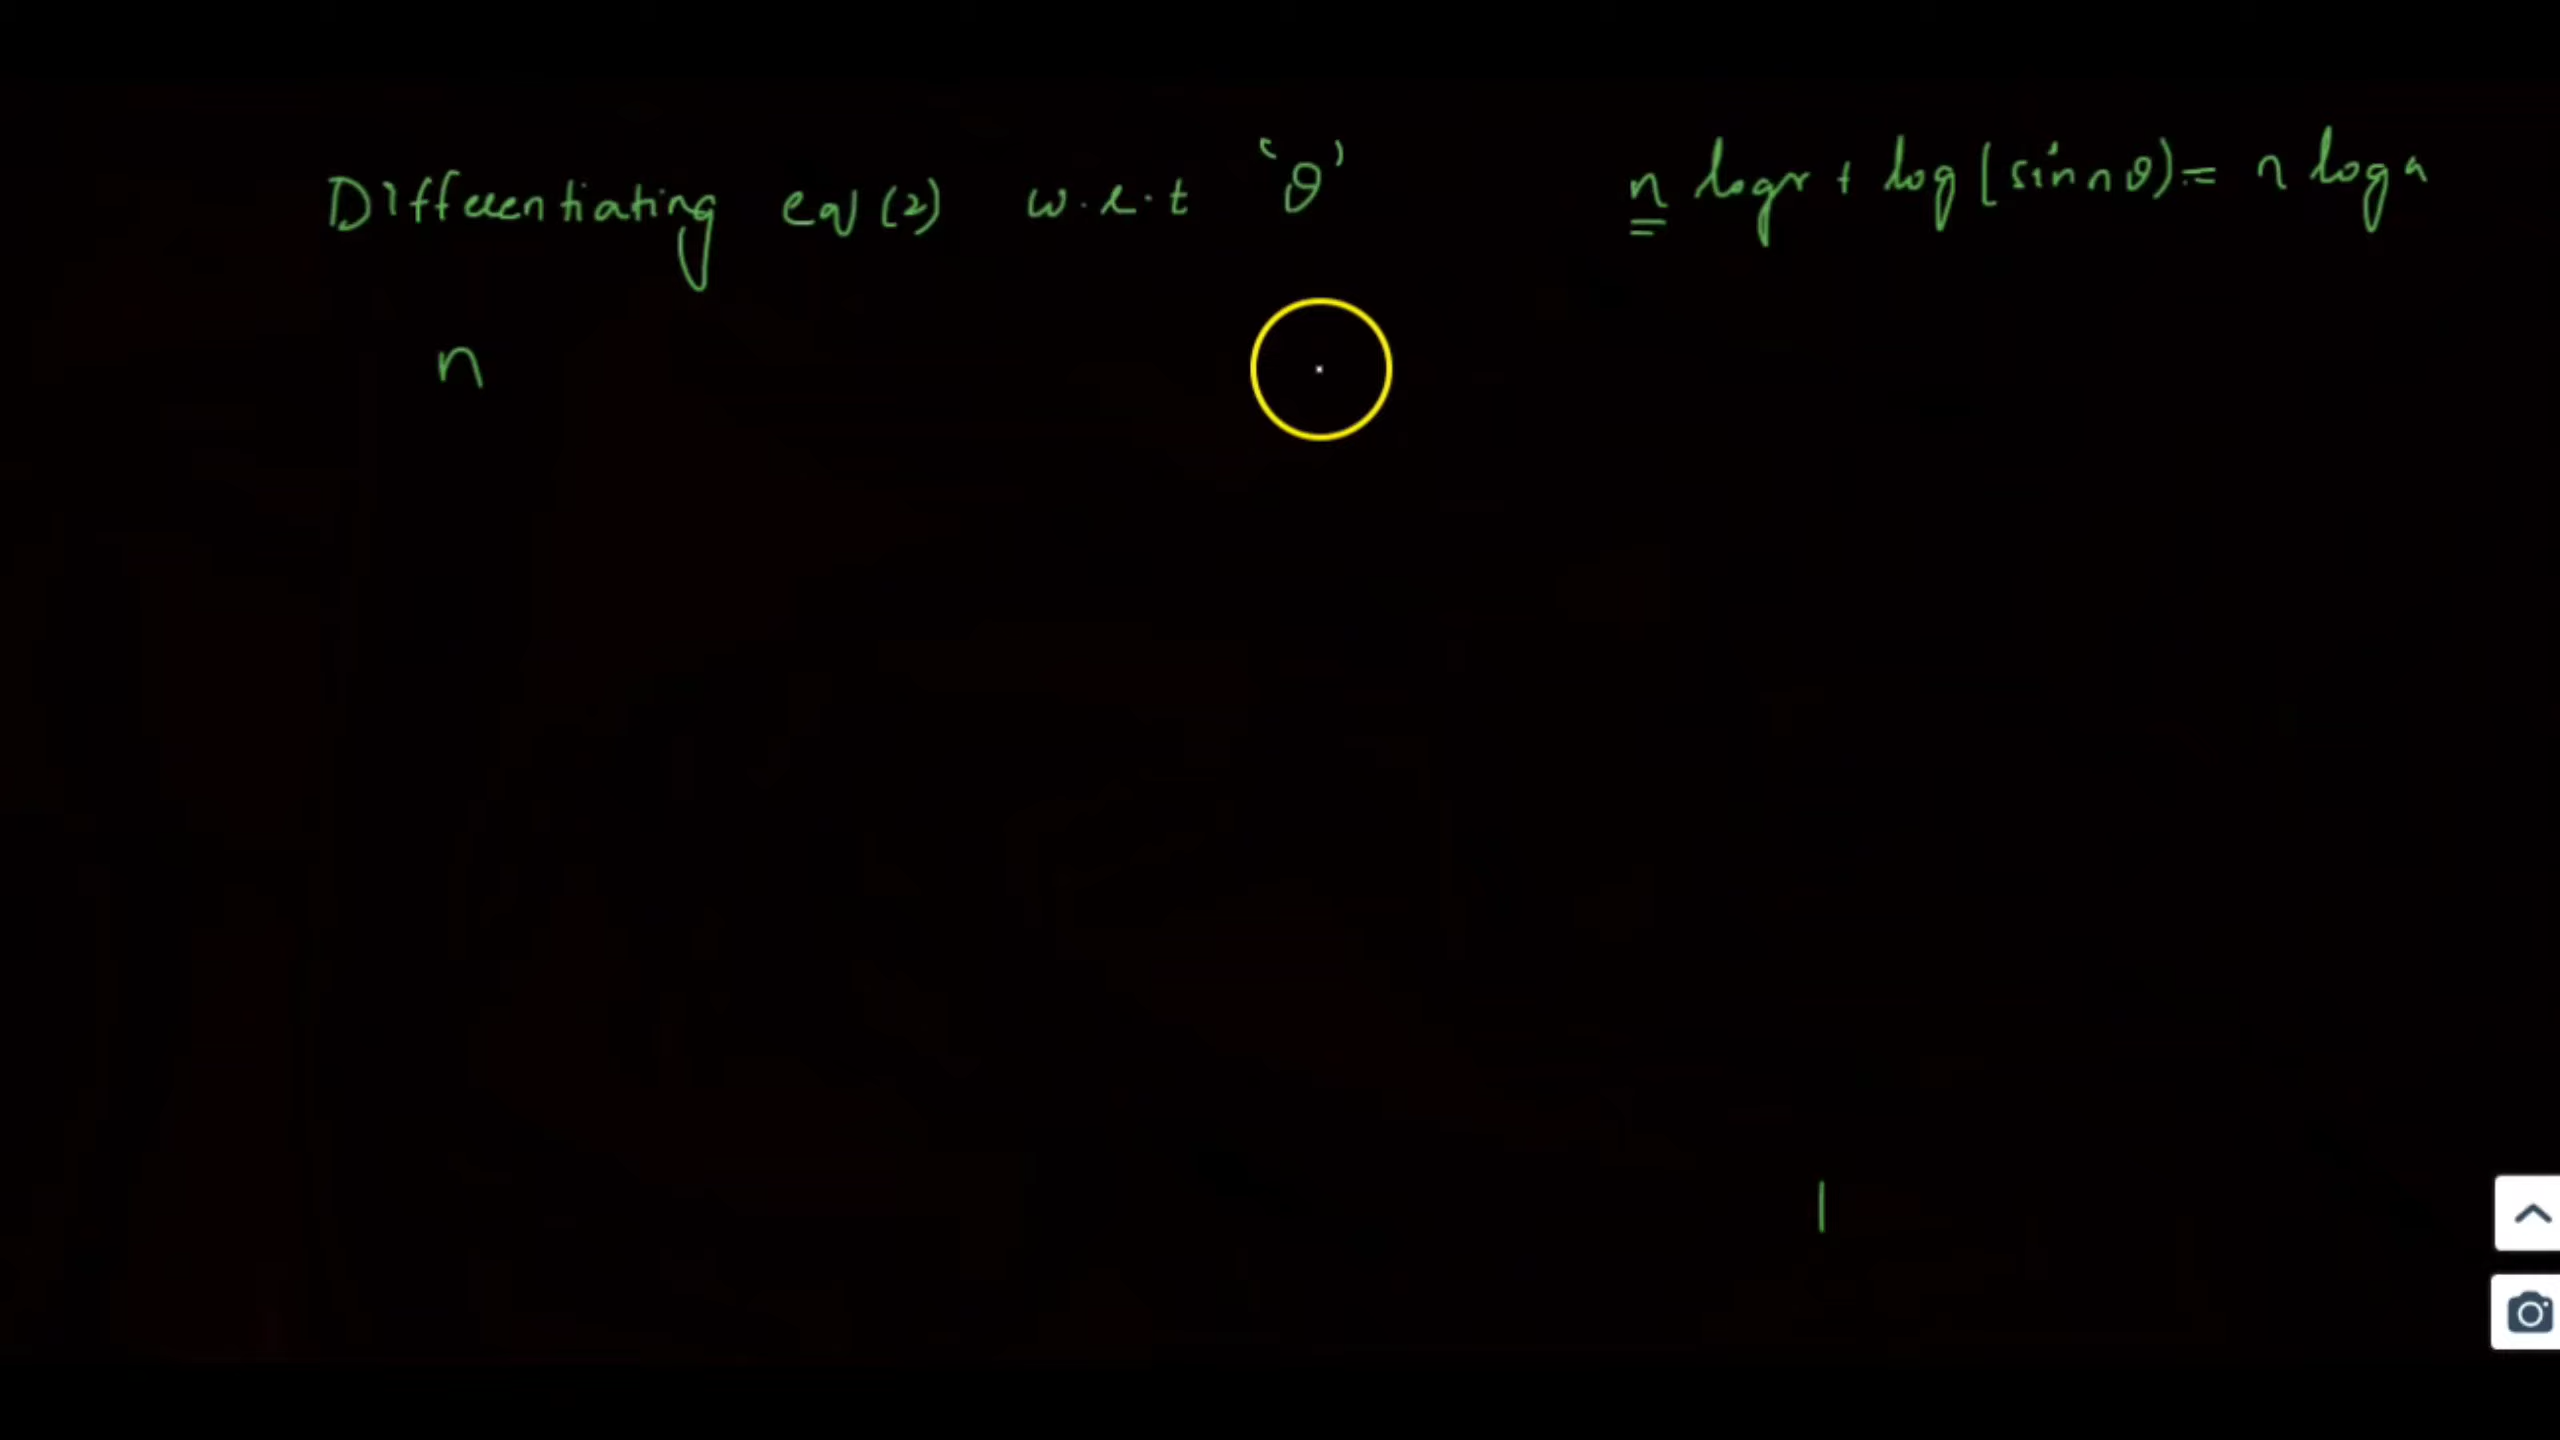 Differentiating eq (2) w.r.t 'θ' n log r + log (sin nθ) = n log a
n
|